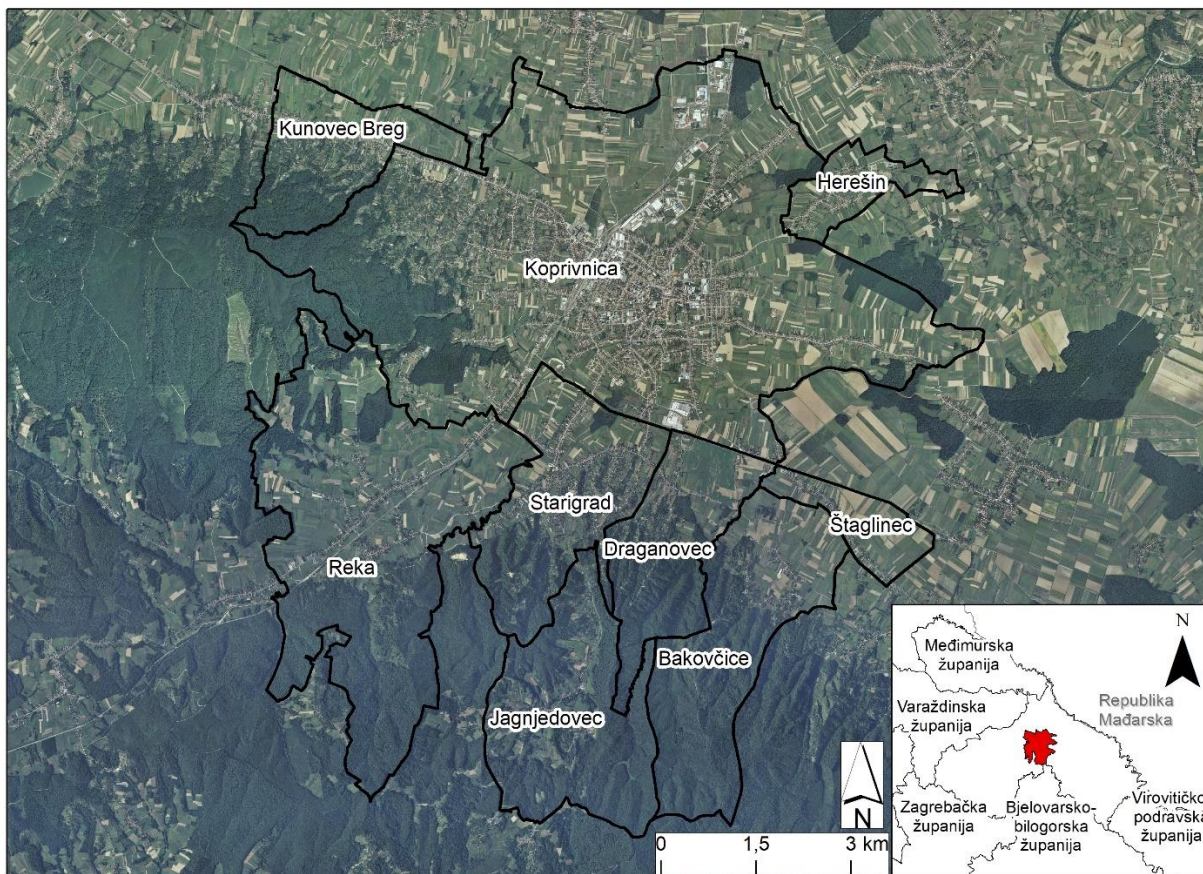 Kunovec Breg
Herešin
Koprivnica
Starigrad
Štaglinec
Draganovec
Reka
Bakovčice
Jagnjedovec
N
0 1,5 3 km
N
Međimurska
županija
Republika
Mađarska
Varaždinska
županija
Zagrebačka
županija
Bjelovarsko-
bilogorska
županija
Virovitičko
podravska
županija